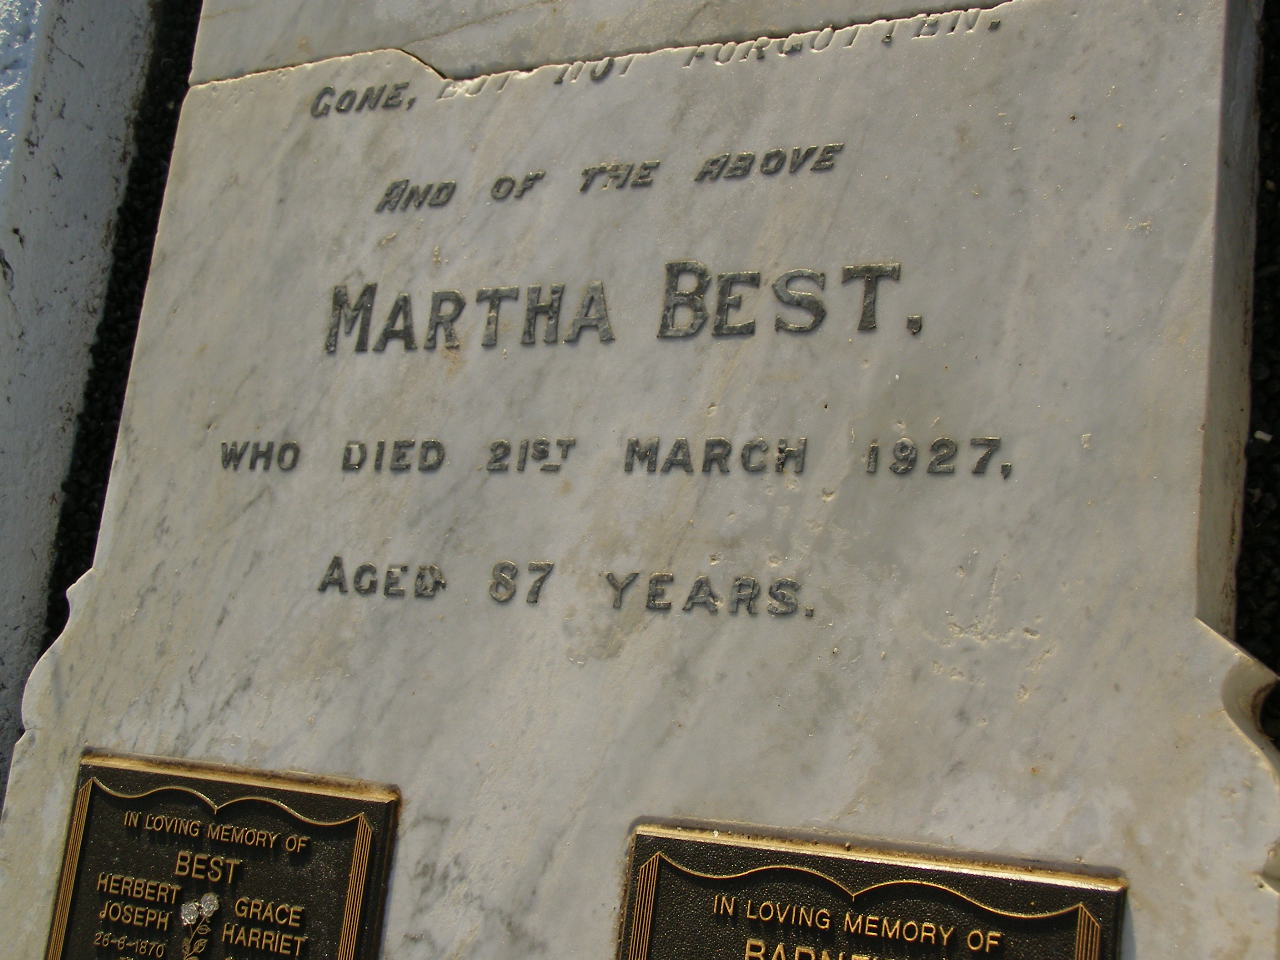 GONE, BUT NOT FORGOTTEN.
AND OF THE ABOVE
MARTHA BEST,
WHO DIED 21ST MARCH 1927,
AGED 87 YEARS.
IN LOVING MEMORY OF
BEST
HERBERT JOSEPH
26-6-1870
GRACE HARRIET
IN LOVING MEMORY OF